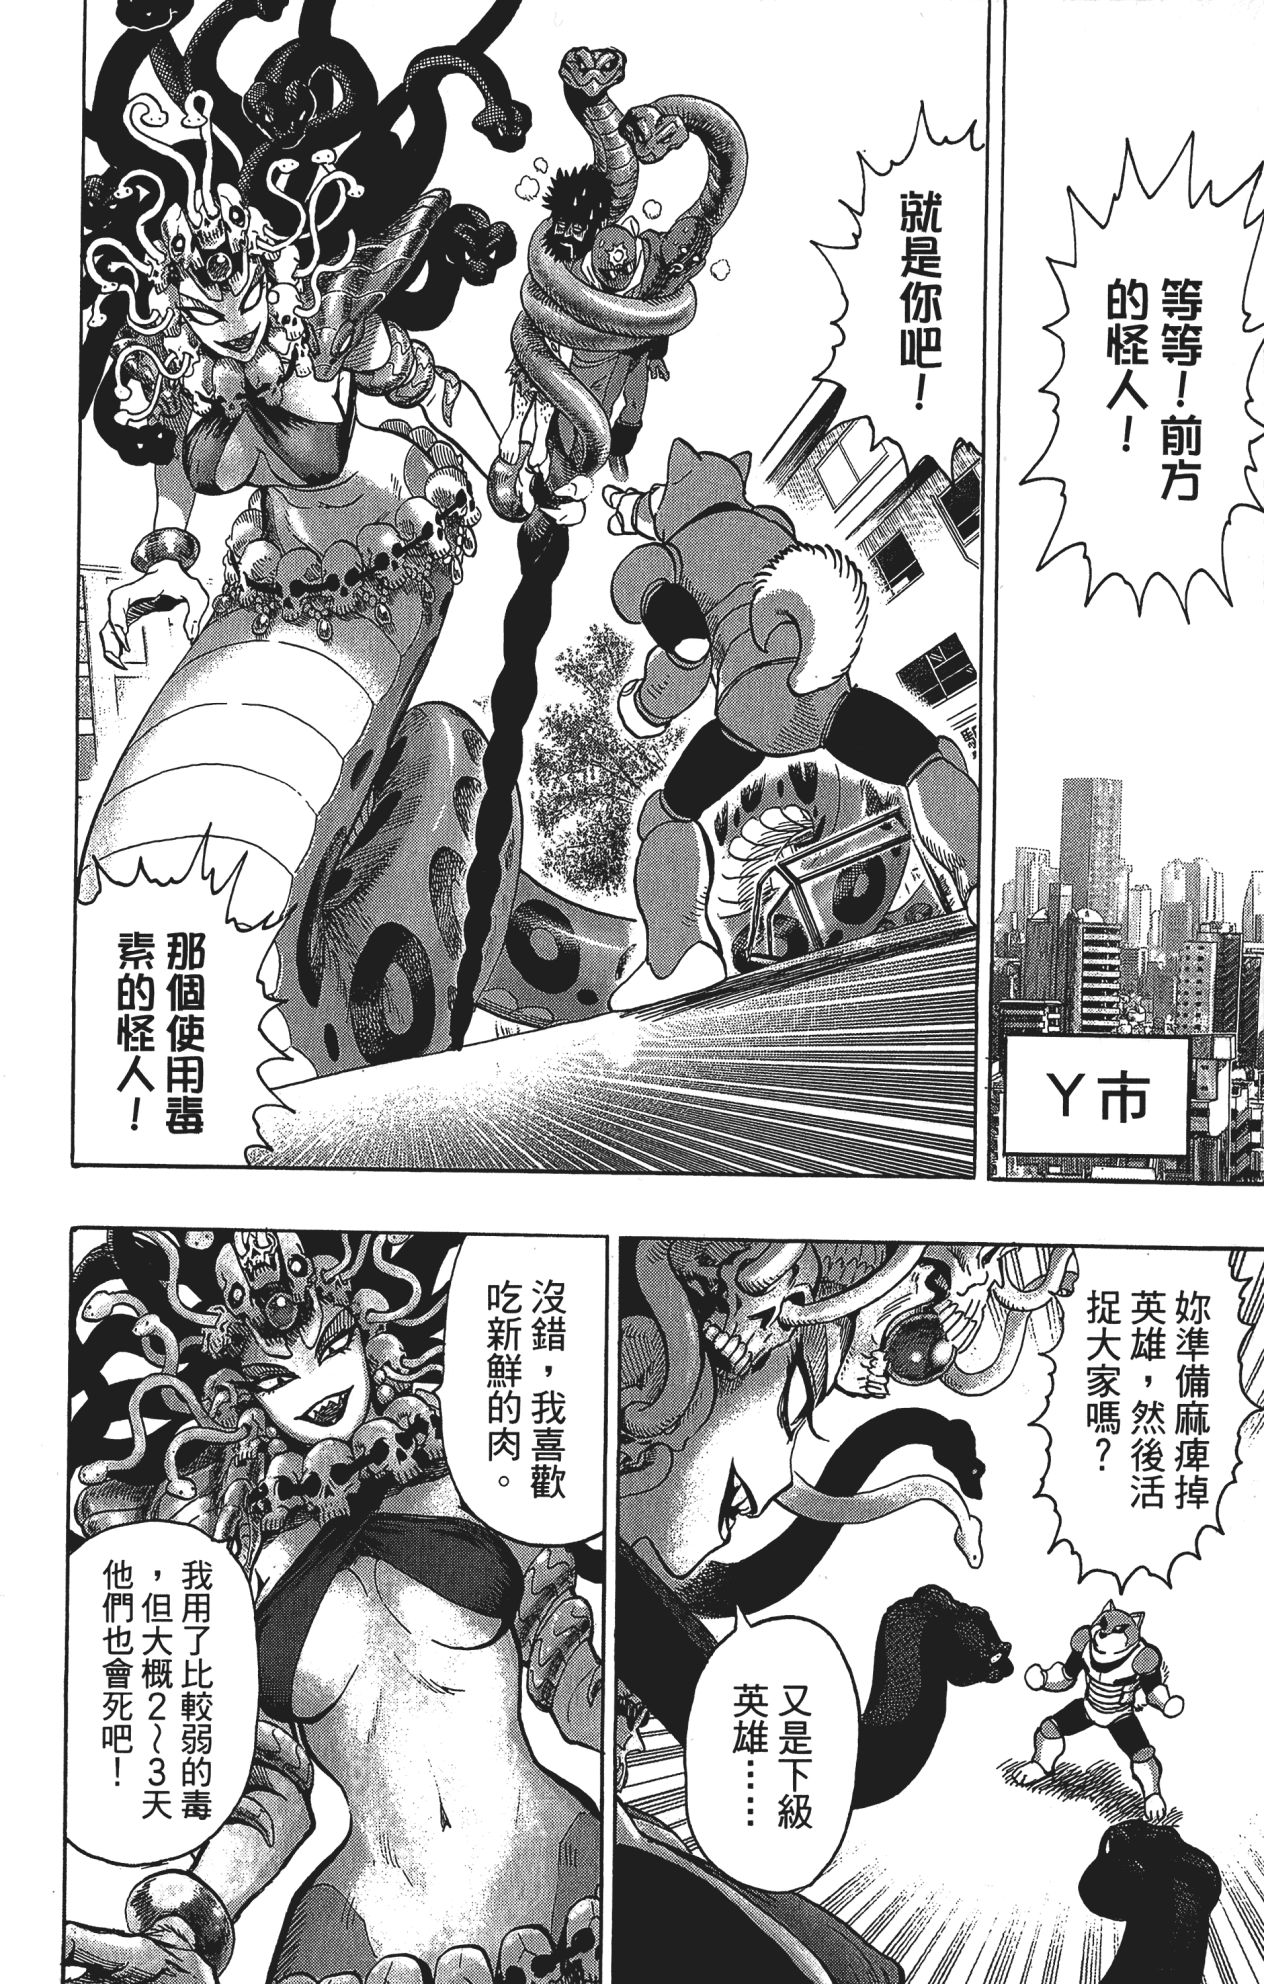 等等！前方
的怪人！
Y市
就是你吧！
那個使用毒
素的怪人！
妳準備麻痺掉
英雄，然後活
捉大家嗎？
又是下級
英雄……
沒錯，我喜歡
吃新鮮的肉。
我用了比較弱的毒
，但大概2～3天
他們也會死吧！